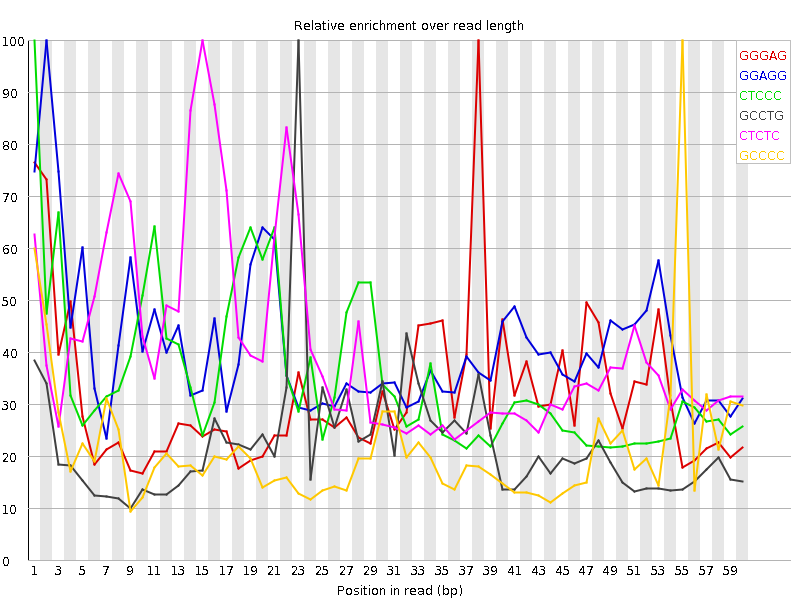 Relative enrichment over read length
100
90
80
70
60
50
40
30
20
10
0
GGGAG
GGAGG
CTCCC
GCCTG
CTCTC
GCCCC
1 3 5 7 9 11 13 15 17 19 21 23 25 27 29 31 33 35 37 39 41 43 45 47 49 51 53 55 57 59
Position in read (bp)